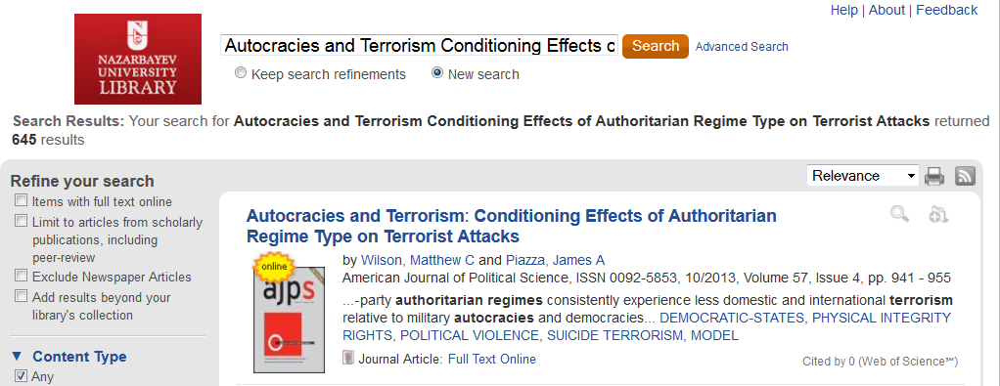 Help | About | Feedback
NAZARBAYEV
UNIVERSITY
LIBRARY
Autocracies and Terrorism Conditioning Effects c
Search
Advanced Search
Keep search refinements
New search
Search Results: Your search for Autocracies and Terrorism Conditioning Effects of Authoritarian Regime Type on Terrorist Attacks returned
645 results
Refine your search
Items with full text online
Limit to articles from scholarly
publications, including
peer-review
Exclude Newspaper Articles
Add results beyond your
library's collection
Content Type
Any
Relevance
Autocracies and Terrorism: Conditioning Effects of Authoritarian
Regime Type on Terrorist Attacks
online
ajps
by Wilson, Matthew C and Piazza, James A
American Journal of Political Science, ISSN 0092-5853, 10/2013, Volume 57, Issue 4, pp. 941 - 955
...-party authoritarian regimes consistently experience less domestic and international terrorism
relative to military autocracies and democracies... DEMOCRATIC-STATES, PHYSICAL INTEGRITY
RIGHTS, POLITICAL VIOLENCE, SUICIDE TERRORISM, MODEL
Journal Article: Full Text Online
Cited by 0 (Web of Science℠)